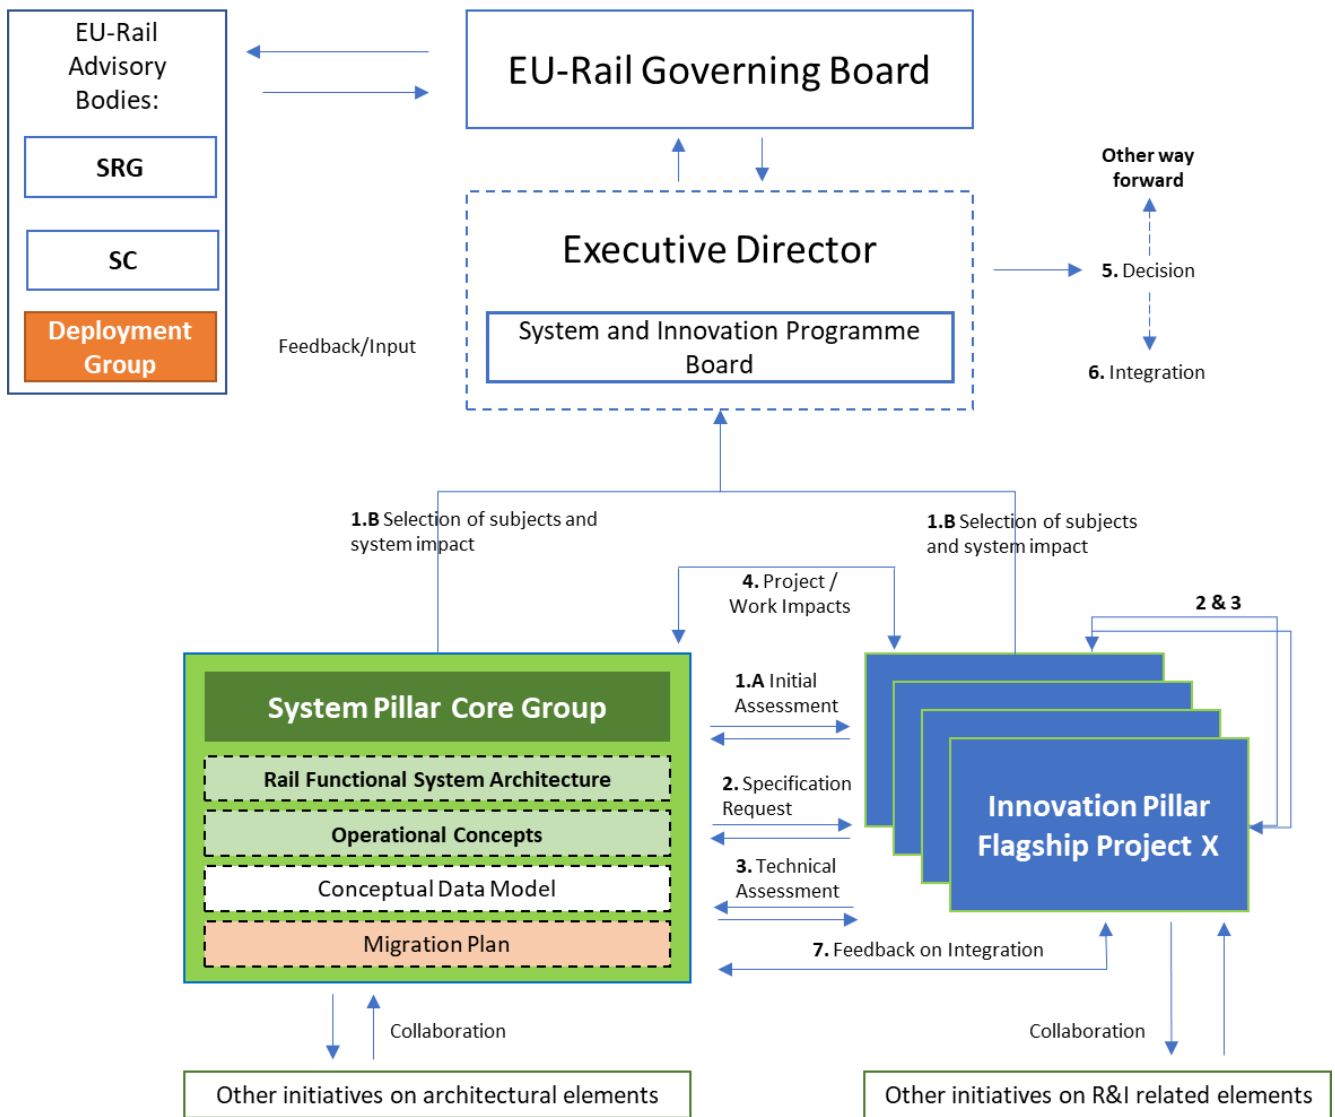 EU-Rail
Advisory
Bodies:
SRG
SC
Deployment
Group
EU-Rail Governing Board
Executive Director
System and Innovation Programme
Board
Feedback/Input
Other way
forward
5. Decision
6. Integration
1.B Selection of subjects and
system impact
1.B Selection of subjects
and system impact
4. Project /
Work Impacts
2 & 3
System Pillar Core Group
Rail Functional System Architecture
Operational Concepts
Conceptual Data Model
Migration Plan
1.A Initial
Assessment
2. Specification
Request
3. Technical
Assessment
7. Feedback on Integration
Innovation Pillar
Flagship Project X
Collaboration
Collaboration
Other initiatives on architectural elements
Other initiatives on R&I related elements